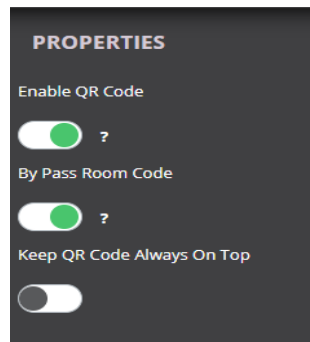 PROPERTIES
Enable QR Code
?
By Pass Room Code
?
Keep QR Code Always On Top